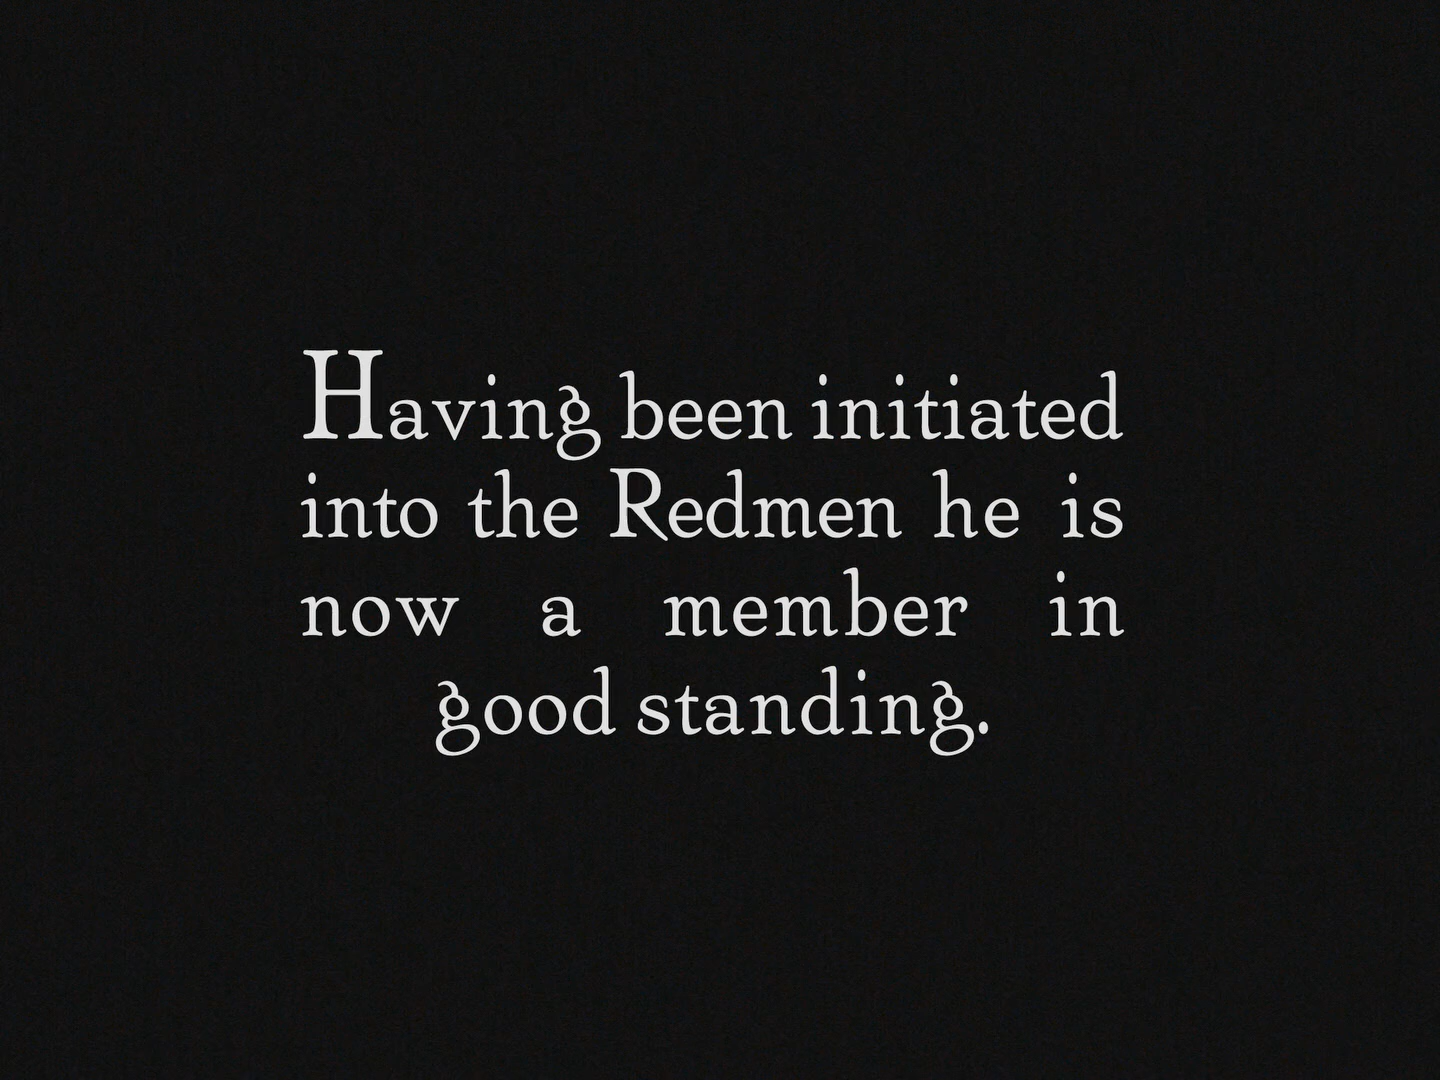 Having been initiated
into the Redmen he is
now a member in
good standing.